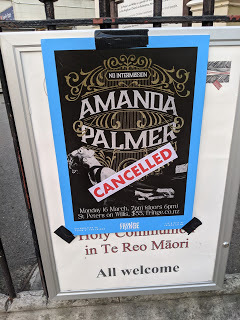 NO INTERMISSION
AMANDA
PALMER
CANCELLED
Monday 16 March, 7pm (doors 6pm)
St Peters on Willis, $55, fringe.co.nz
FRINGE
Holy Communion
in Te Reo Māori
All welcome